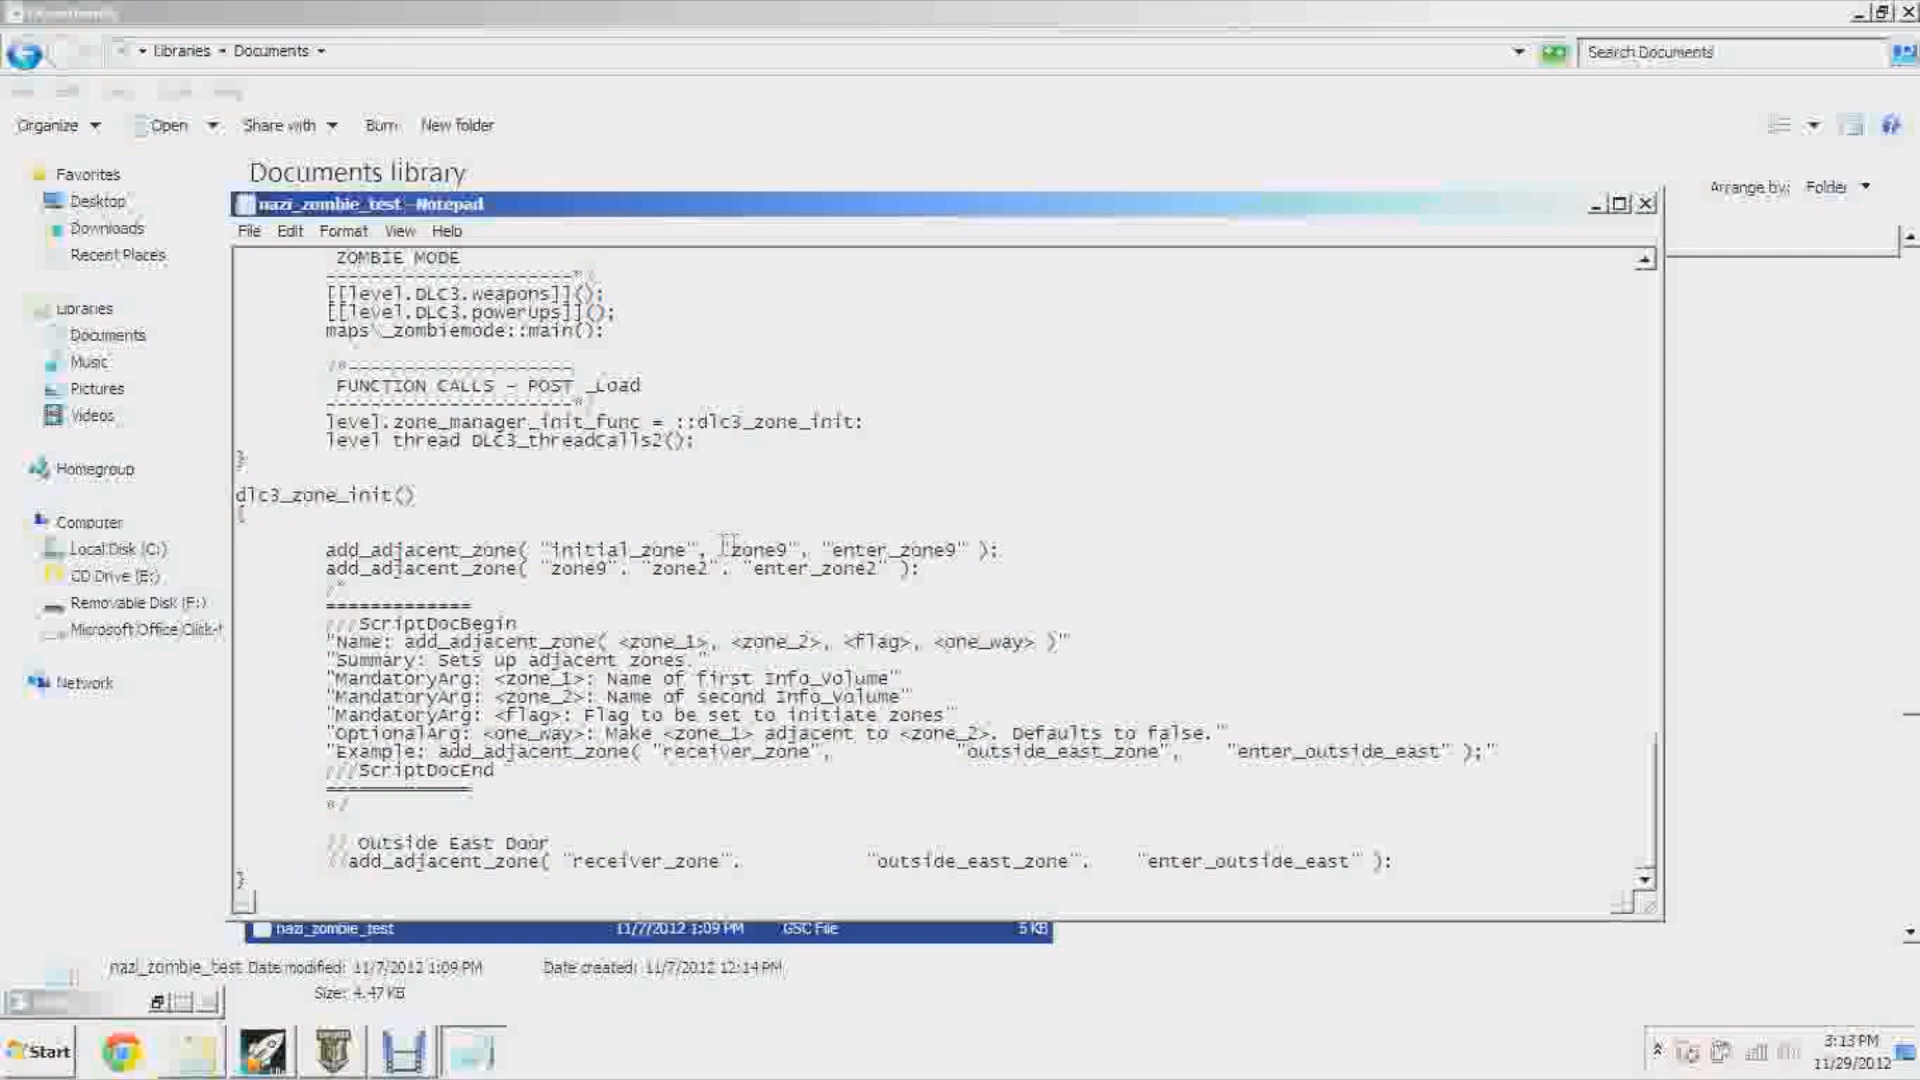 Libraries
Documents
Search Documents
Organize
Open
Share with
Burn
New folder
Favorites
Desktop
Downloads
Recent Places
Libraries
Documents
Music
Pictures
Videos
Homegroup
Computer
Local Disk (C:)
CD Drive (E:)
Removable Disk (F:)
Microsoft Office Click-t
Network
Documents library
Arrange by: Folder
nazi_zombie_test - Notepad
File Edit Format View Help
ZOMBIE MODE
-----------------------*/
[[level.DLC3.weapons]]();
[[level.DLC3.powerups]]();
maps\_zombiemode::main();
/*-----------------------
FUNCTION CALLS - POST _Load
-----------------------*/
level.zone_manager_init_func = ::dlc3_zone_init;
level thread DLC3_threadCalls2();
}
dlc3_zone_init()
{
add_adjacent_zone( "initial_zone", "zone9", "enter_zone9" );
add_adjacent_zone( "zone9", "zone2", "enter_zone2" );
/*
=============
///ScriptDocBegin
"Name: add_adjacent_zone( <zone_1>, <zone_2>, <flag>, <one_way> )"
"Summary: Sets up adjacent zones."
"MandatoryArg: <zone_1>: Name of first Info_Volume"
"MandatoryArg: <zone_2>: Name of second Info_Volume"
"MandatoryArg: <flag>: Flag to be set to initiate zones"
"OptionalArg: <one_way>: Make <zone_1> adjacent to <zone_2>. Defaults to false."
"Example: add_adjacent_zone( "receiver_zone", "outside_east_zone", "enter_outside_east" );"
///ScriptDocEnd
=============
*/
// Outside East Door
//add_adjacent_zone( "receiver_zone", "outside_east_zone", "enter_outside_east" );
}
nazi_zombie_test 11/7/2012 1:09 PM GSC File 5 KB
nazi_zombie_test Date modified: 11/7/2012 1:09 PM Date created: 11/7/2012 12:14 PM
Size: 4.47 KB
Start
3:13 PM
11/29/2012